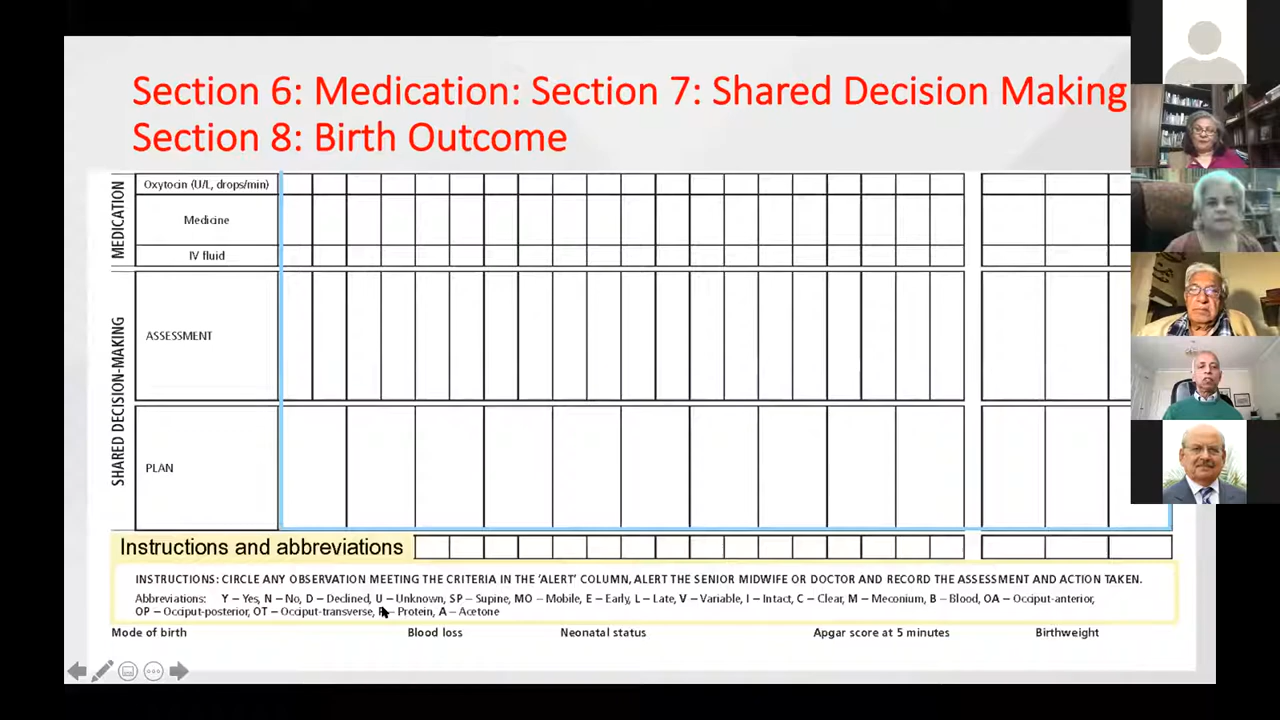 Section 6: Medication: Section 7: Shared Decision Making
Section 8: Birth Outcome
MEDICATION
Oxytocin (U/L, drops/min)
Medicine
IV fluid
SHARED DECISION-MAKING
ASSESSMENT
PLAN
Instructions and abbreviations
INSTRUCTIONS: CIRCLE ANY OBSERVATION MEETING THE CRITERIA IN THE 'ALERT' COLUMN, ALERT THE SENIOR MIDWIFE OR DOCTOR AND RECORD THE ASSESSMENT AND ACTION TAKEN.
Abbreviations: Y – Yes, N – No, D – Declined, U – Unknown, SP – Supine, MO – Mobile, E – Early, L – Late, V – Variable, I – Intact, C – Clear, M – Meconium, B – Blood, OA – Occiput-anterior,
OP – Occiput-posterior, OT – Occiput-transverse, P – Protein, A – Acetone
Mode of birth Blood loss Neonatal status Apgar score at 5 minutes Birthweight